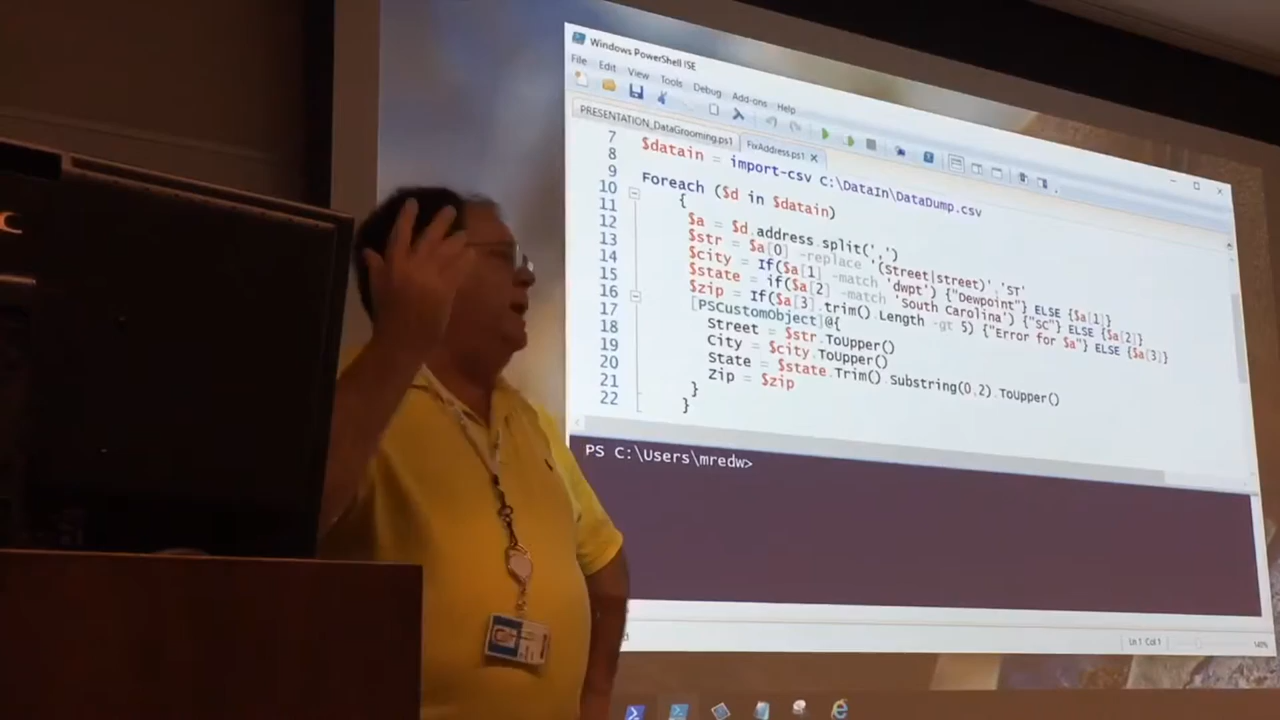 Windows PowerShell ISE
File Edit View Tools Debug Add-ons Help
PRESENTATION_DataGrooming.ps1 FixAddress.ps1 X
7
8 $datain = import-csv C:\DataIn\DataDump.csv
9
10 Foreach ($d in $datain)
11 {
12 $a = $d.address.split(',')
13 $str = $a[0] -replace '(Street|street)','ST'
14 $city = If($a[1] -match 'dwpt') {"Dewpoint"} ELSE {$a[1]}
15 $state = if($a[2] -match 'South Carolina') {"SC"} ELSE {$a[2]}
16 $zip = If($a[3].trim().Length -gt 5) {"Error for $a"} ELSE {$a[3]}
17 [PSCustomObject]@{
18 Street = $str.ToUpper()
19 City = $city.ToUpper()
20 State = $state.Trim().Substring(0,2).ToUpper()
21 Zip = $zip
22 }
}
PS C:\Users\mredw>
Ln 1 Col 1 140%